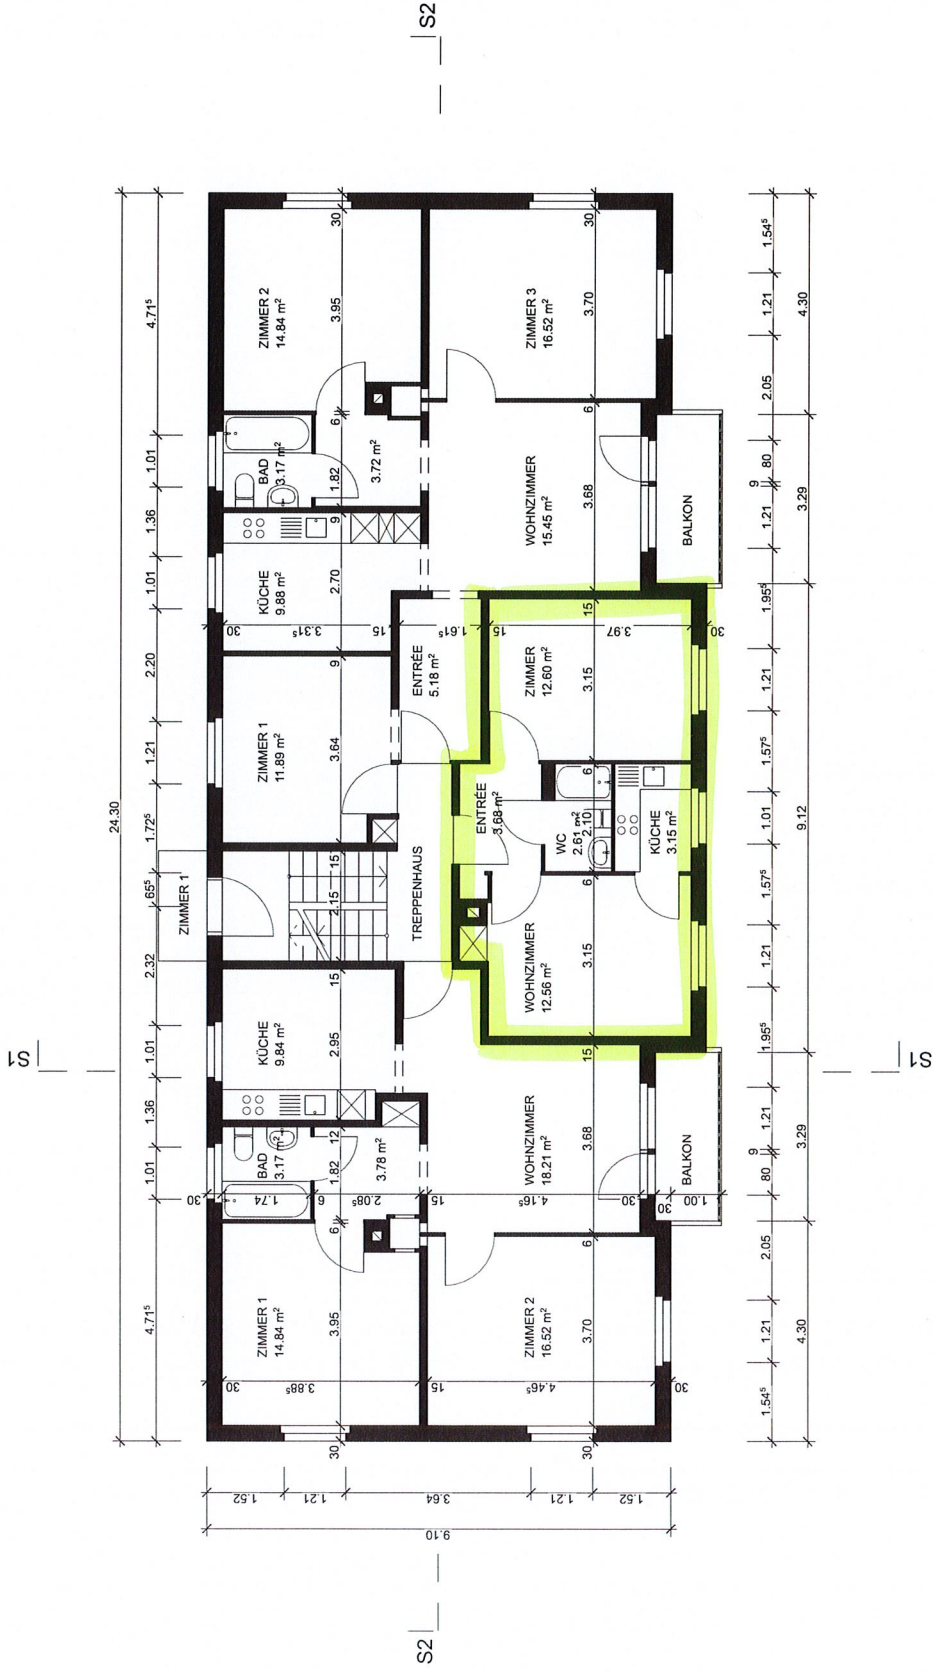 S2
S2
S1
S1
24.30
4.71⁵
1.01
1.36
1.01
2.20
1.21
1.72⁵
65⁵
2.32
1.01
1.36
1.01
4.71⁵
ZIMMER 1
ZIMMER 2
14.84 m²
3.95
30
ZIMMER 3
16.52 m²
3.70
30
BAD
3.17 m²
1.82
6
3.72 m²
9
KÜCHE
9.88 m²
2.70
WOHNZIMMER
15.45 m²
3.68
6
BALKON
30
3.31⁵
15
1.61⁵
15
3.97
30
ENTRÉE
5.18 m²
ZIMMER 1
11.89 m²
3.64
9
ZIMMER
12.60 m²
3.15
15
ENTRÉE
3.68 m²
WC
2.61 m²
2.10
6
KÜCHE
3.15 m²
TREPPENHAUS
15
2.15
WOHNZIMMER
12.56 m²
3.15
6
KÜCHE
9.84 m²
2.95
15
BAD
3.17 m²
1.82
12
3.78 m²
WOHNZIMMER
18.21 m²
3.68
15
BALKON
30
1.74
6
2.08⁵
15
4.16⁵
30
30
1.00
ZIMMER 1
14.84 m²
3.95
6
30
ZIMMER 2
16.52 m²
3.70
6
30
30
3.88⁵
15
4.46⁵
30
1.54⁵
1.21
2.05
80
9
1.21
1.95⁵
1.21
1.57⁵
1.01
1.57⁵
1.21
1.95⁵
1.21
9
80
2.05
1.21
1.54⁵
4.30
3.29
9.12
3.29
4.30
1.52
1.21
3.64
1.21
1.52
9.10